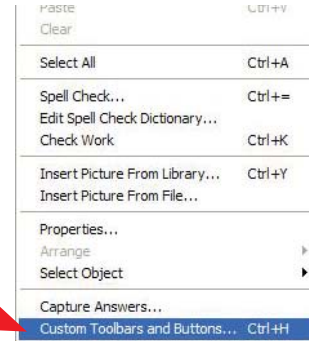 Paste Ctrl+V
Clear
Select All Ctrl+A
Spell Check... Ctrl+=
Edit Spell Check Dictionary...
Check Work Ctrl+K
Insert Picture From Library... Ctrl+Y
Insert Picture From File...
Properties...
Arrange
Select Object
Capture Answers...
Custom Toolbars and Buttons... Ctrl+H